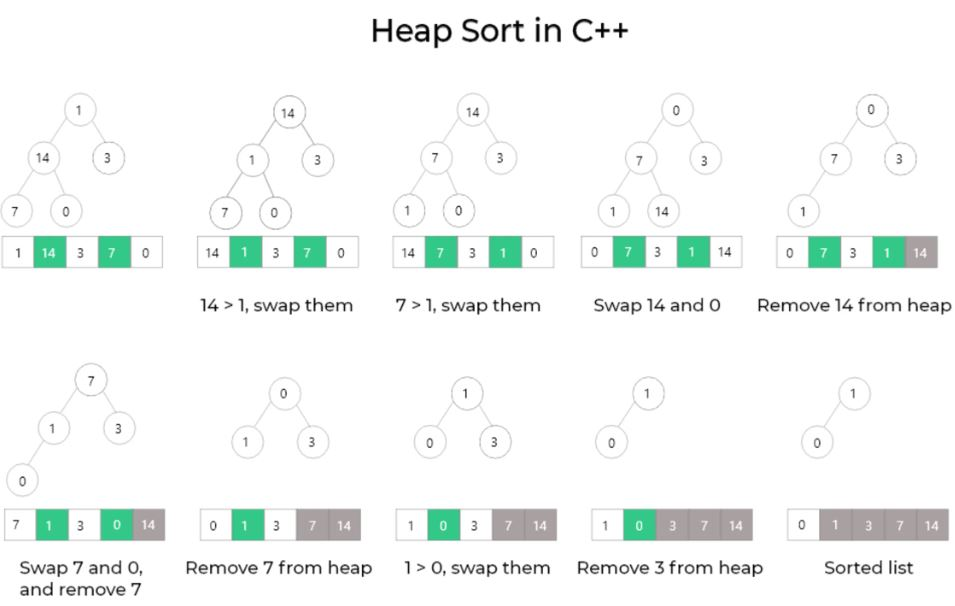 Heap Sort in C++
1 14 14 0 0
14 3 1 3 7 3 7 3 7 3
7 0 7 0 1 0 1 14 1
1 14 3 7 0 14 1 3 7 0 14 7 3 1 0 0 7 3 1 14 0 7 3 1 14
14 > 1, swap them 7 > 1, swap them Swap 14 and 0 Remove 14 from heap
7 0 1 1 1
1 3 1 3 0 3 0 0
0
7 1 3 0 14 0 1 3 7 14 1 0 3 7 14 1 0 3 7 14 0 1 3 7 14
Swap 7 and 0, Remove 7 from heap 1 > 0, swap them Remove 3 from heap Sorted list
and remove 7